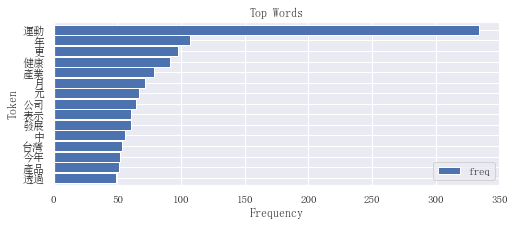 Top Words
Token
運動
年
更
健康
產業
月
元
公司
表示
發展
中
台灣
今年
產品
透過
freq
0 50 100 150 200 250 300 350
Frequency